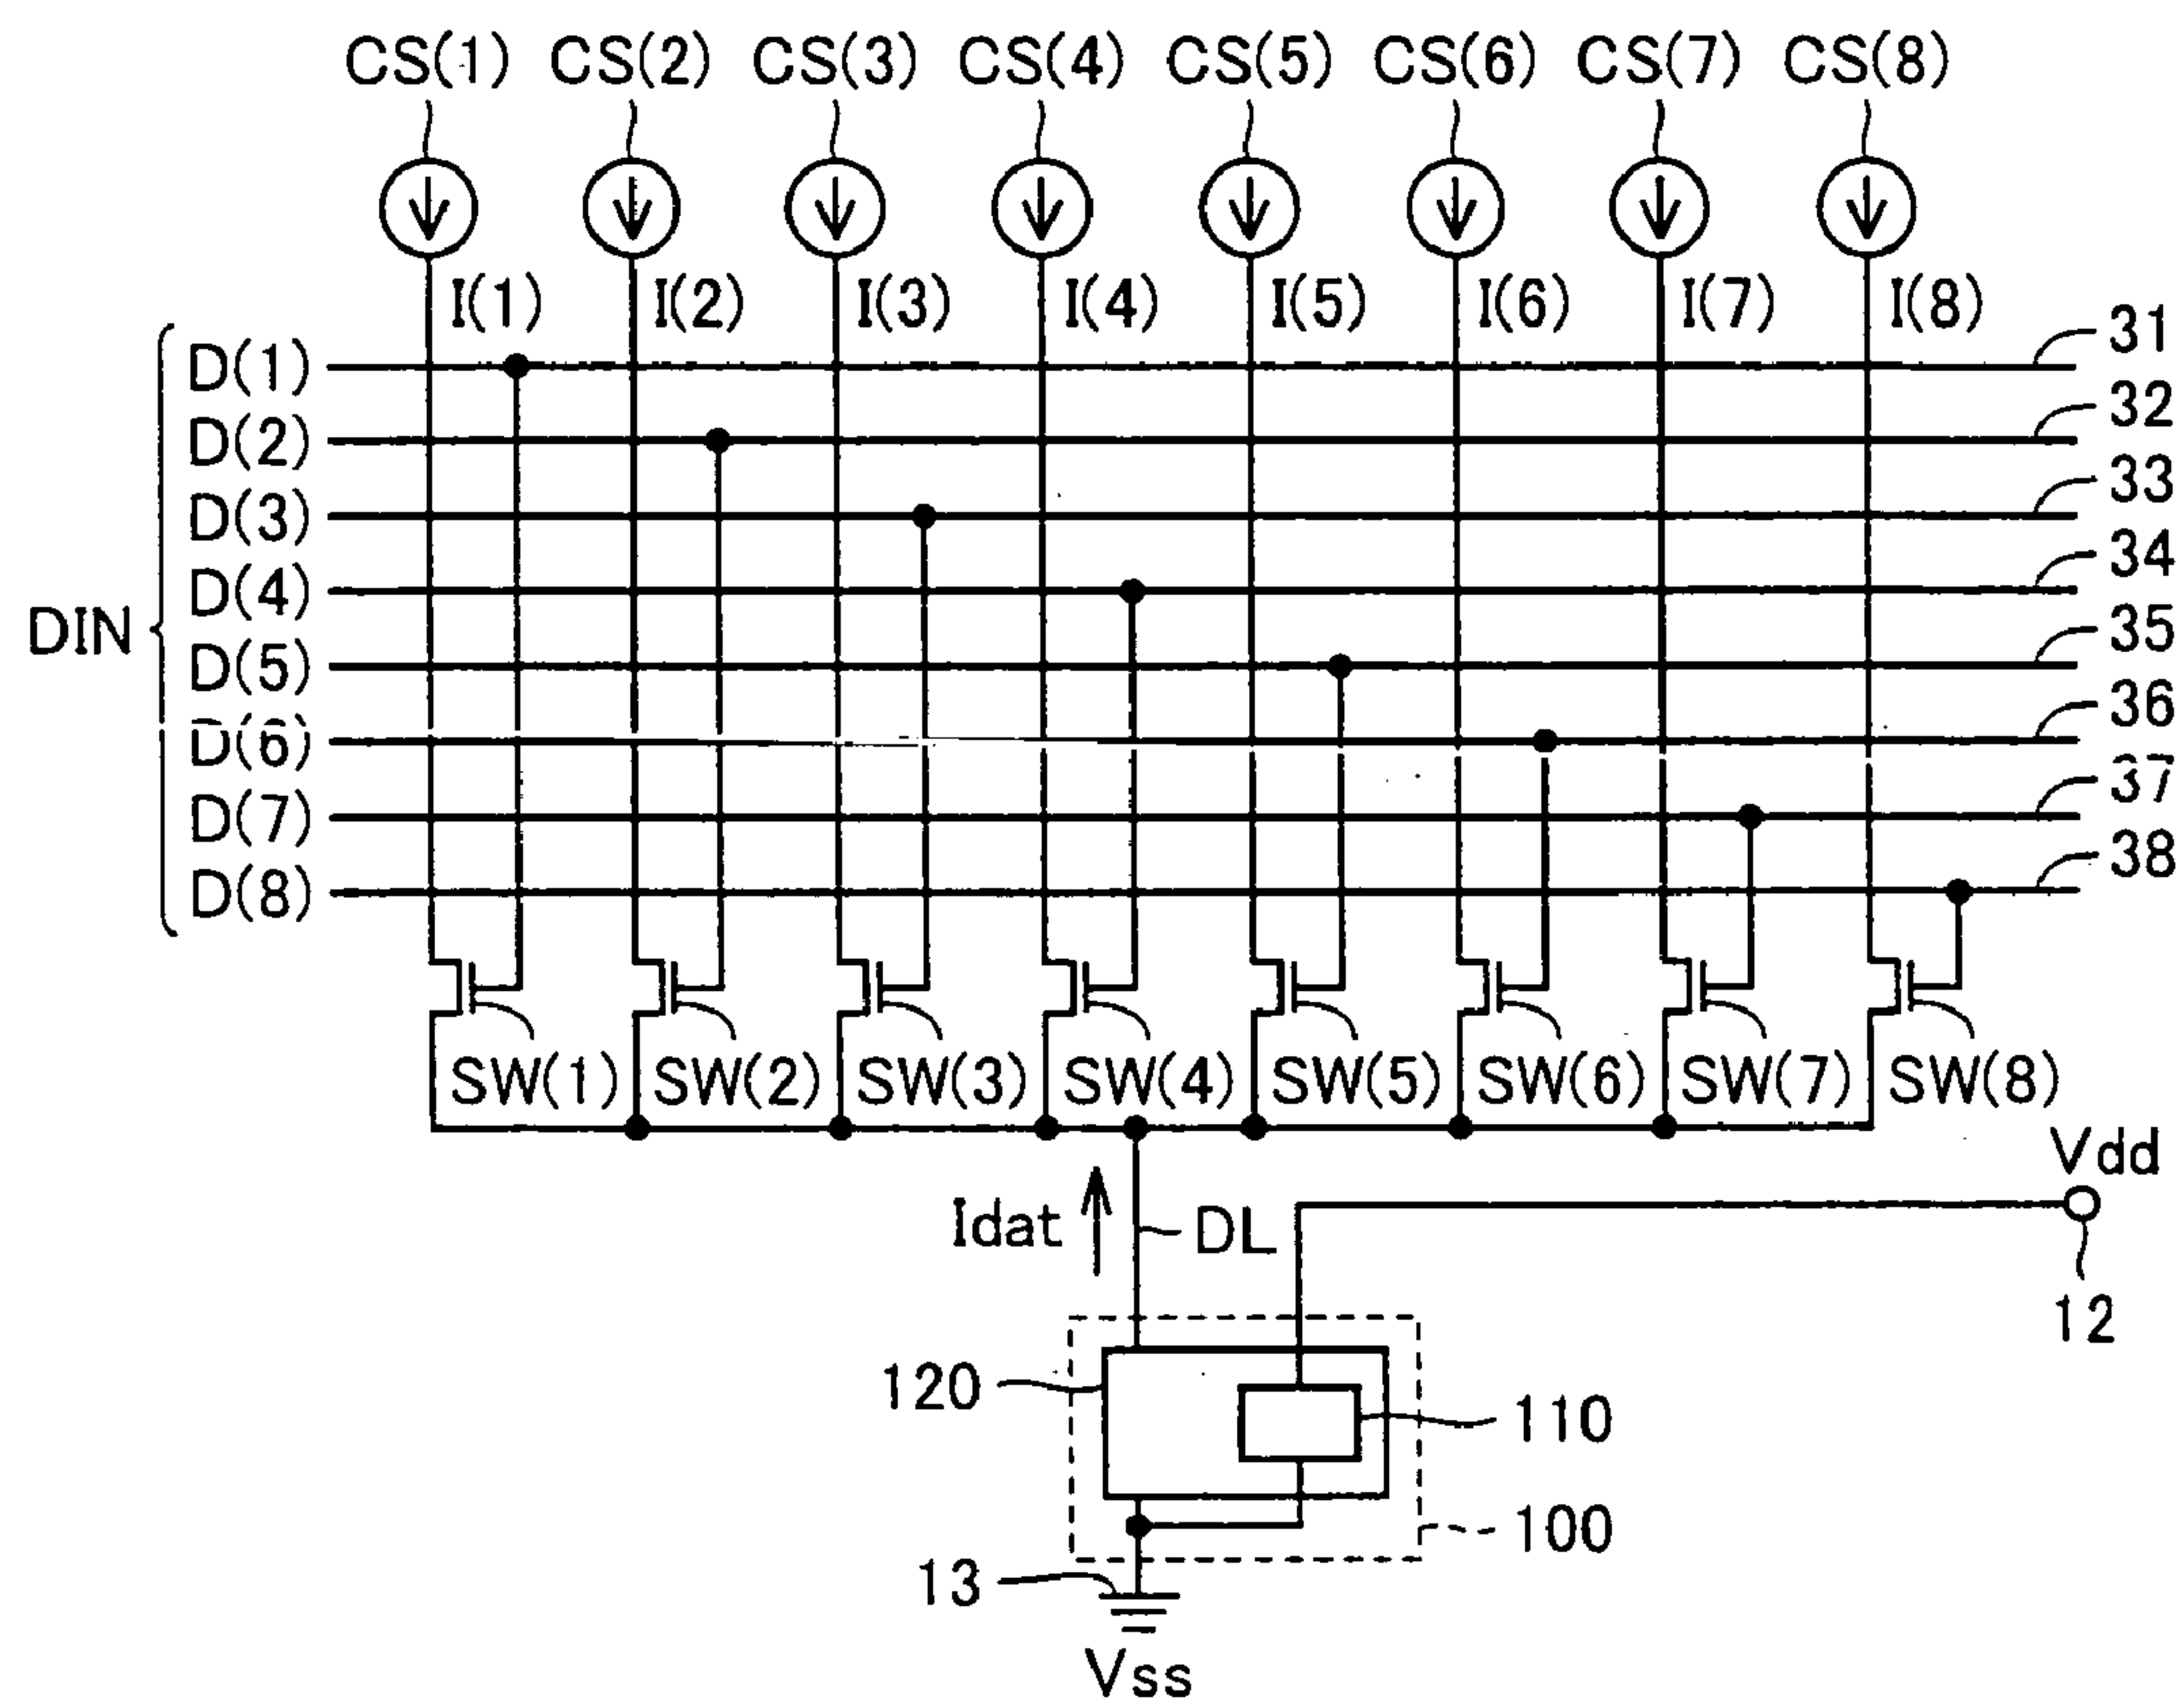 CS(1) CS(2) CS(3) CS(4) CS(5) CS(6) CS(7) CS(8)
I(1) I(2) I(3) I(4) I(5) I(6) I(7) I(8)
31
D(1)
32
D(2)
33
D(3)
34
D(4)
DIN
35
D(5)
36
D(6)
37
D(7)
38
D(8)
SW(1) SW(2) SW(3) SW(4) SW(5) SW(6) SW(7) SW(8)
Vdd
Idat
DL
12
120
110
100
13
Vss